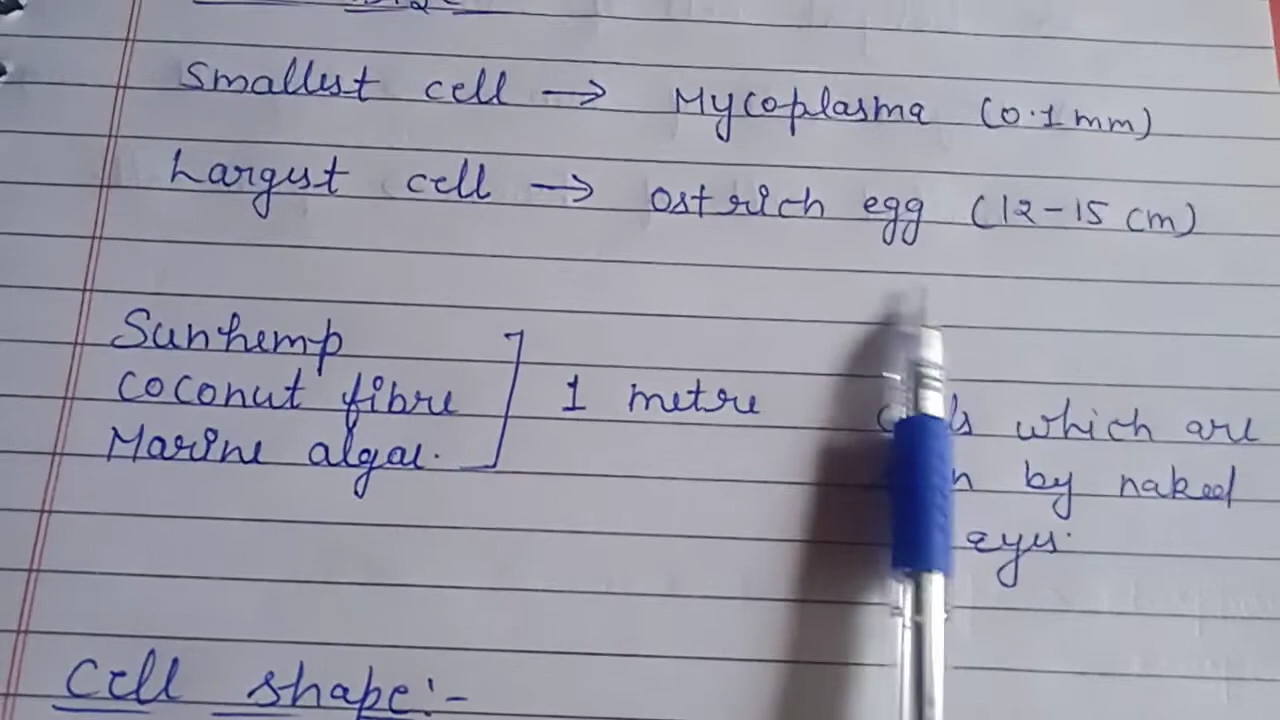 Smallest cell → Mycoplasma (0.1 mm)
Largest cell → Ostrich egg (12-15 cm)
Sunhemp
Coconut fibre
Marine algae.
1 metre
which are
by naked
eyes.
Cell shape:-